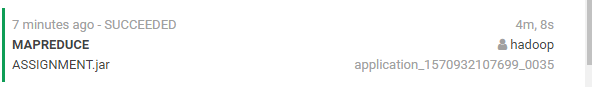 7 minutes ago - SUCCEEDED 4m, 8s
MAPREDUCE hadoop
ASSIGNMENT.jar application_1570932107699_0035